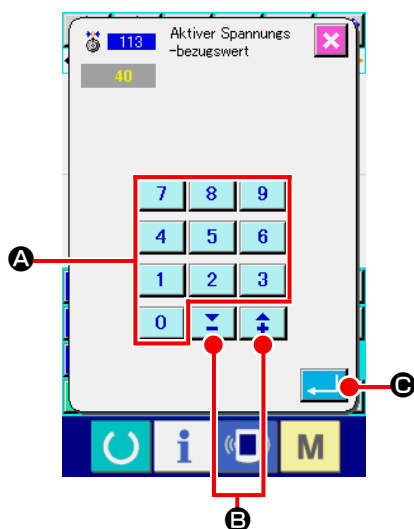 113 Aktiver Spannungs
-bezugswert
40
7 8 9
A 4 5 6
1 2 3
0
C
i M
B